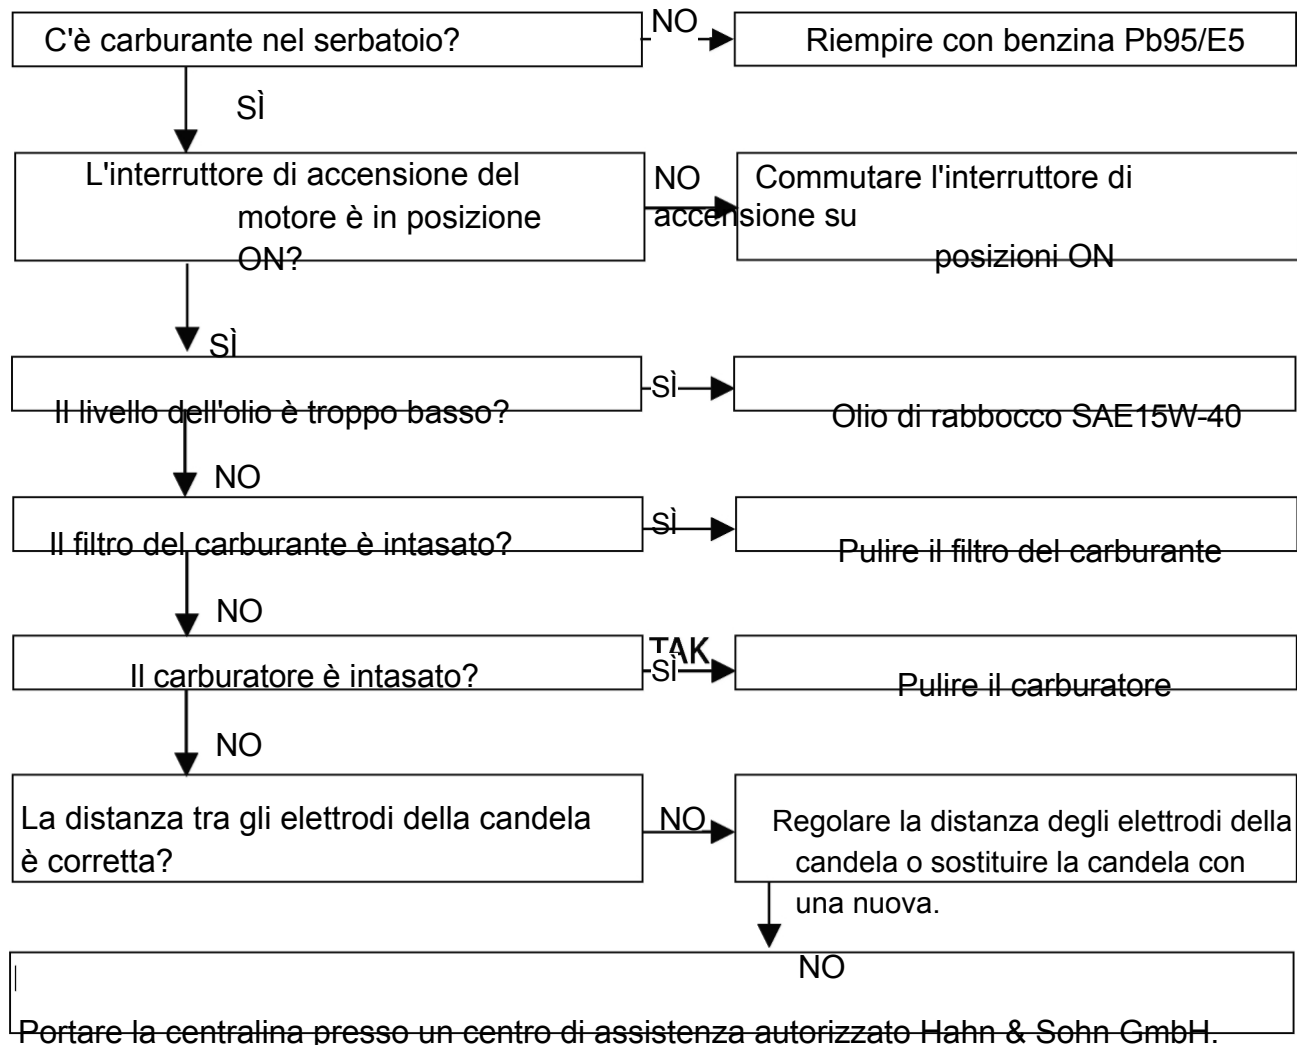 C'è carburante nel serbatoio?
NO
Riempire con benzina Pb95/E5
SÌ
L'interruttore di accensione del
motore è in posizione
ON?
NO
Commutare l'interruttore di
accensione su
posizioni ON
SÌ
Il livello dell'olio è troppo basso?
SÌ
Olio di rabbocco SAE15W-40
NO
Il filtro del carburante è intasato?
SÌ
Pulire il filtro del carburante
NO
Il carburatore è intasato?
TAK
SÌ
Pulire il carburatore
NO
La distanza tra gli elettrodi della candela
è corretta?
NO
Regolare la distanza degli elettrodi della
candela o sostituire la candela con
una nuova.
NO
Portare la centralina presso un centro di assistenza autorizzato Hahn & Sohn GmbH.